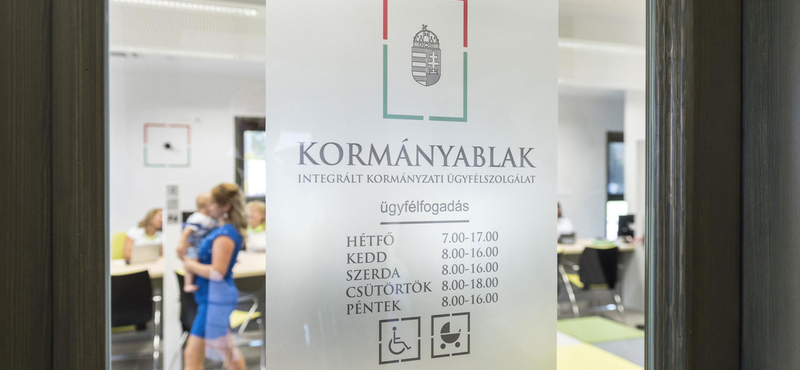 KORMÁNYABLAK
INTEGRÁLT KORMÁNYZATI ÜGYFÉLSZOLGÁLAT
ügyfélfogadás
HÉTFŐ 7.00-17.00
KEDD 8.00-16.00
SZERDA 8.00-16.00
CSÜTÖRTÖK 8.00-18.00
PÉNTEK 8.00-16.00